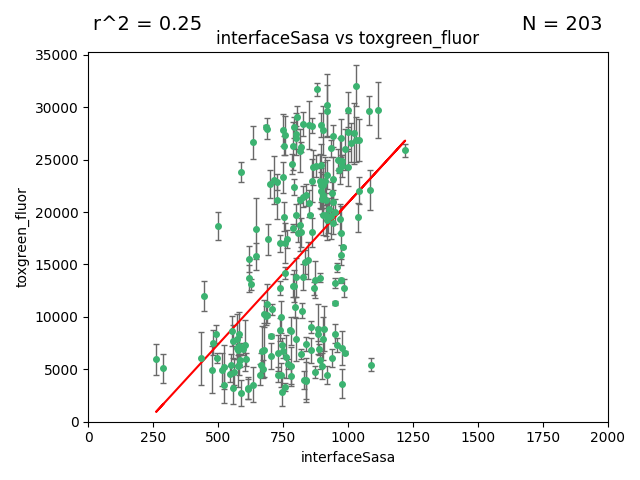 r^2 = 0.25
N = 203
interfaceSasa vs toxgreen_fluor
35000
30000
25000
20000
15000
10000
5000
0
toxgreen_fluor
0 250 500 750 1000 1250 1500 1750 2000
interfaceSasa